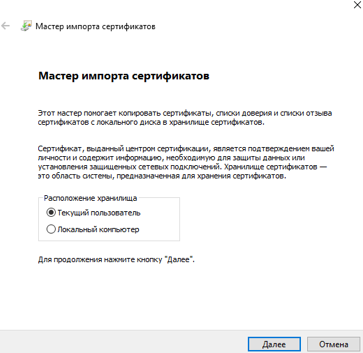 Мастер импорта сертификатов
Мастер импорта сертификатов
Этот мастер помогает копировать сертификаты, списки доверия и списки отзыва
сертификатов с локального диска в хранилище сертификатов.
Сертификат, выданный центром сертификации, является подтверждением вашей
личности и содержит информацию, необходимую для защиты данных или
установления защищенных сетевых подключений. Хранилище сертификатов —
это область системы, предназначенная для хранения сертификатов.
Расположение хранилища
Текущий пользователь
Локальный компьютер
Для продолжения нажмите кнопку "Далее".
Далее
Отмена